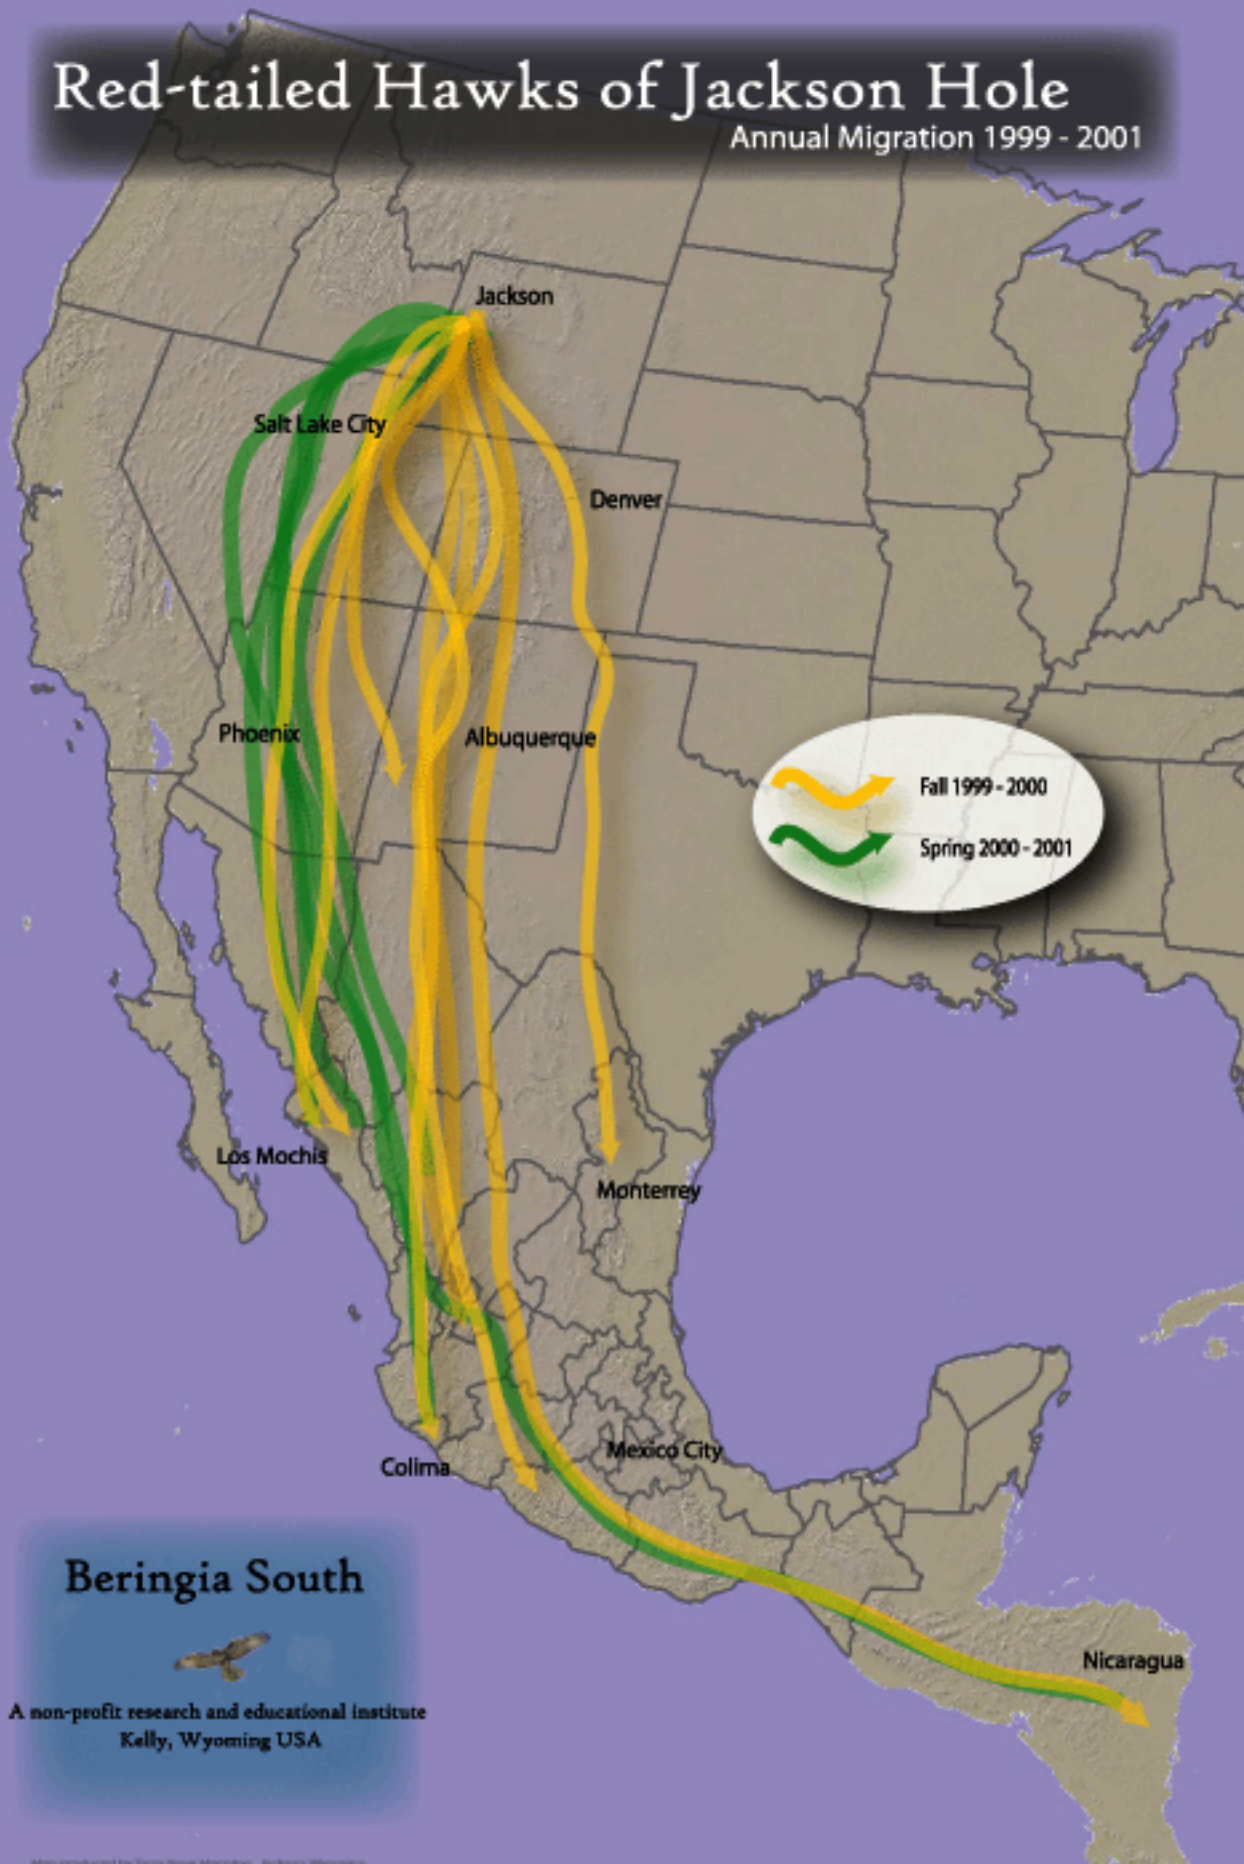 Red-tailed Hawks of Jackson Hole
Annual Migration 1999 - 2001
Jackson
Salt Lake City
Denver
Phoenix
Albuquerque
Fall 1999 - 2000
Spring 2000 - 2001
Los Mochis
Monterrey
Mexico City
Colima
Beringia South
Nicaragua
A non-profit research and educational institute
Kelly, Wyoming USA